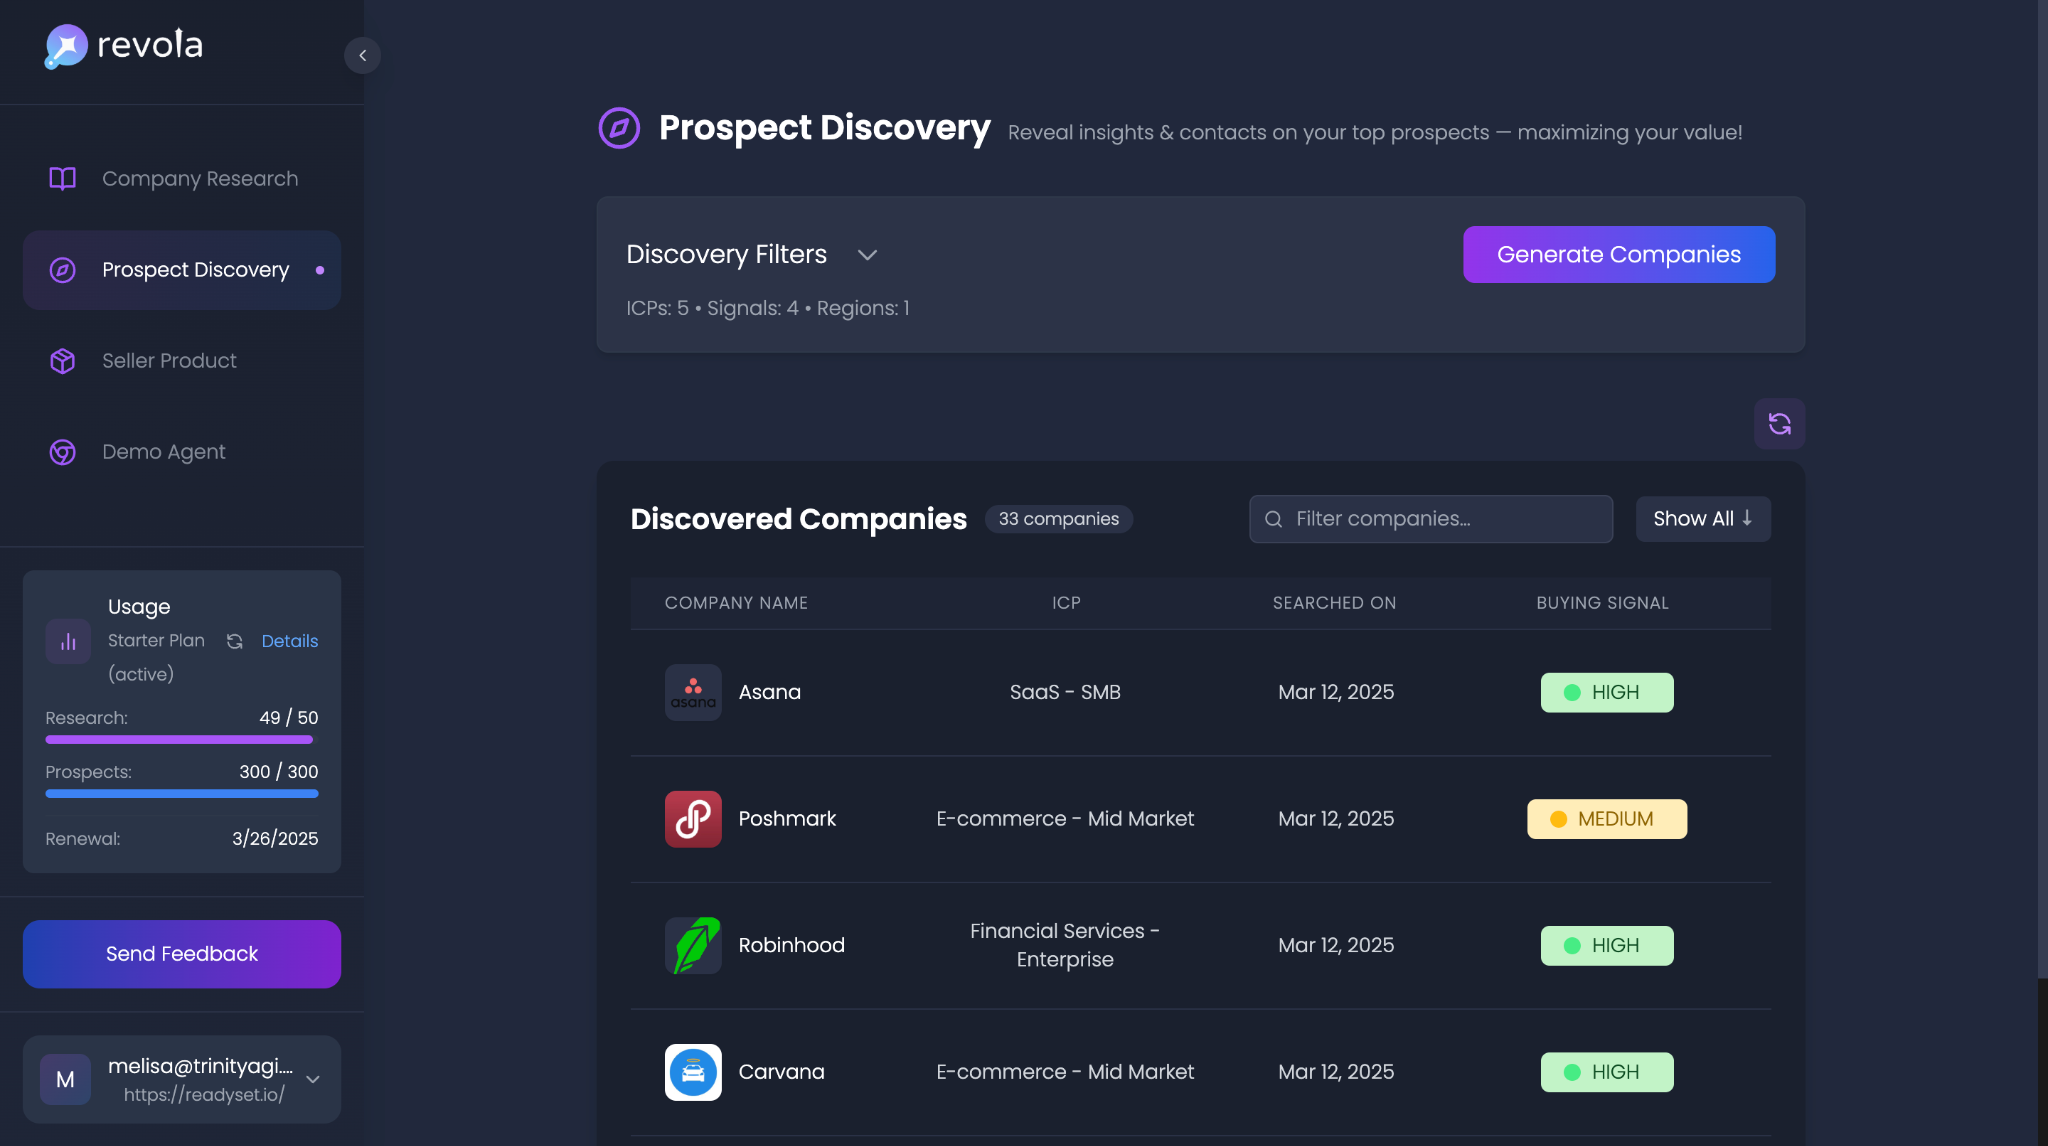 revola
Company Research
Prospect Discovery
Seller Product
Demo Agent
Usage
Starter Plan
(active)
Details
Research: 49 / 50
Prospects: 300 / 300
Renewal: 3/26/2025
Send Feedback
M
melisa@trinityagi....
https://readyset.io/
Prospect Discovery Reveal insights & contacts on your top prospects — maximizing your value!
Discovery Filters
Generate Companies
ICPs: 5 • Signals: 4 • Regions: 1
Discovered Companies 33 companies
Filter companies...
Show All ↓
COMPANY NAME ICP SEARCHED ON BUYING SIGNAL
asana
Asana SaaS - SMB Mar 12, 2025 HIGH
Poshmark E-commerce - Mid Market Mar 12, 2025 MEDIUM
Robinhood Financial Services -
Enterprise Mar 12, 2025 HIGH
Carvana E-commerce - Mid Market Mar 12, 2025 HIGH